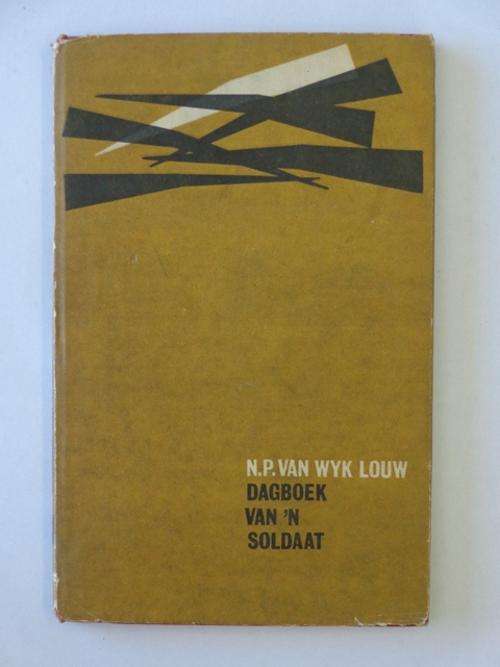 N.P. VAN WYK LOUW
DAGBOEK
VAN 'N
SOLDAAT